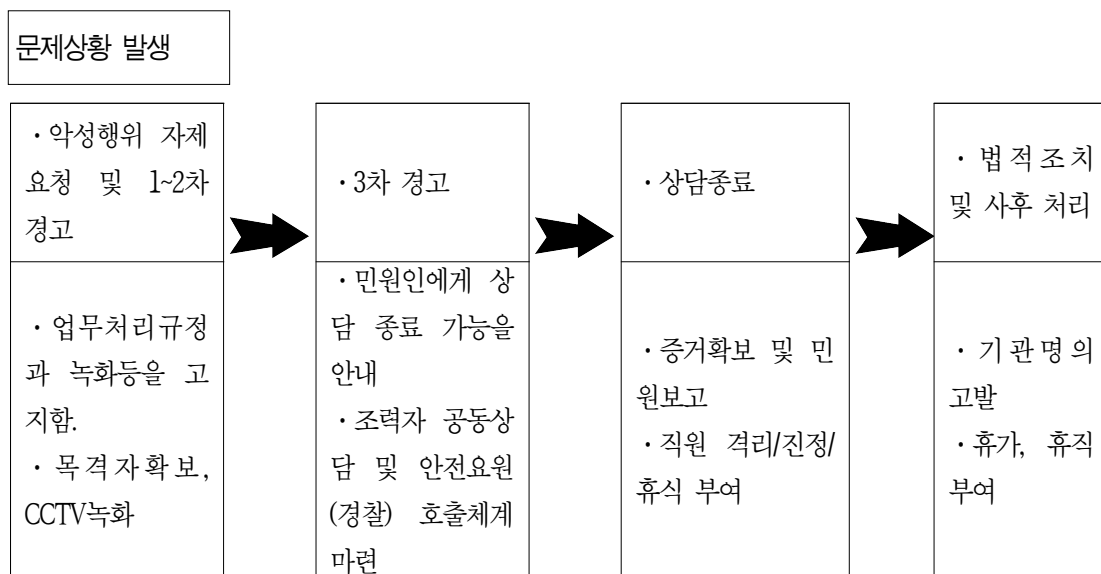 문제상황 발생
·악성행위 자제
요청 및 1~2차
경고
·업무처리규정
과 녹화등을 고
지함.
·목격자확보,
CCTV녹화
·3차 경고
·민원인에게 상
담 종료 가능을
안내
·조력자 공동상
담 및 안전요원
(경찰) 호출체계
마련
·상담종료
·증거확보 및 민
원보고
·직원 격리/진정/
휴식 부여
·법적조치
및 사후 처리
·기관명의
고발
·휴가, 휴직
부여